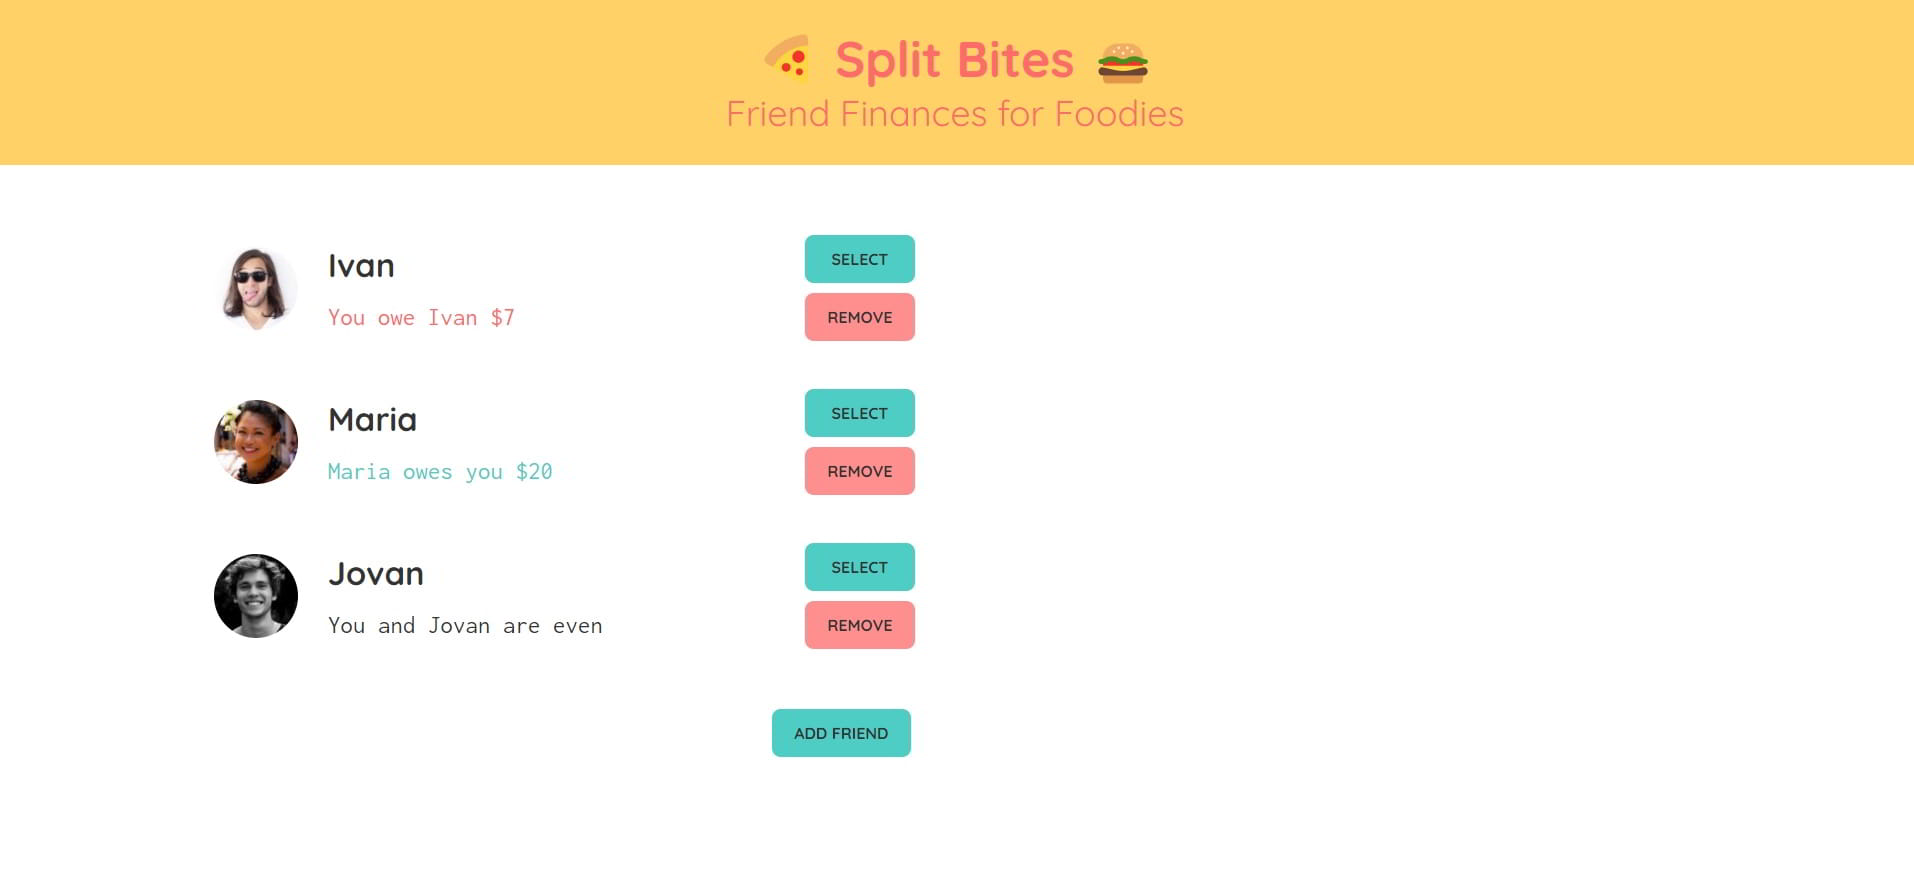 Split Bites
Friend Finances for Foodies
Ivan
You owe Ivan $7
SELECT
REMOVE
Maria
Maria owes you $20
SELECT
REMOVE
Jovan
You and Jovan are even
SELECT
REMOVE
ADD FRIEND